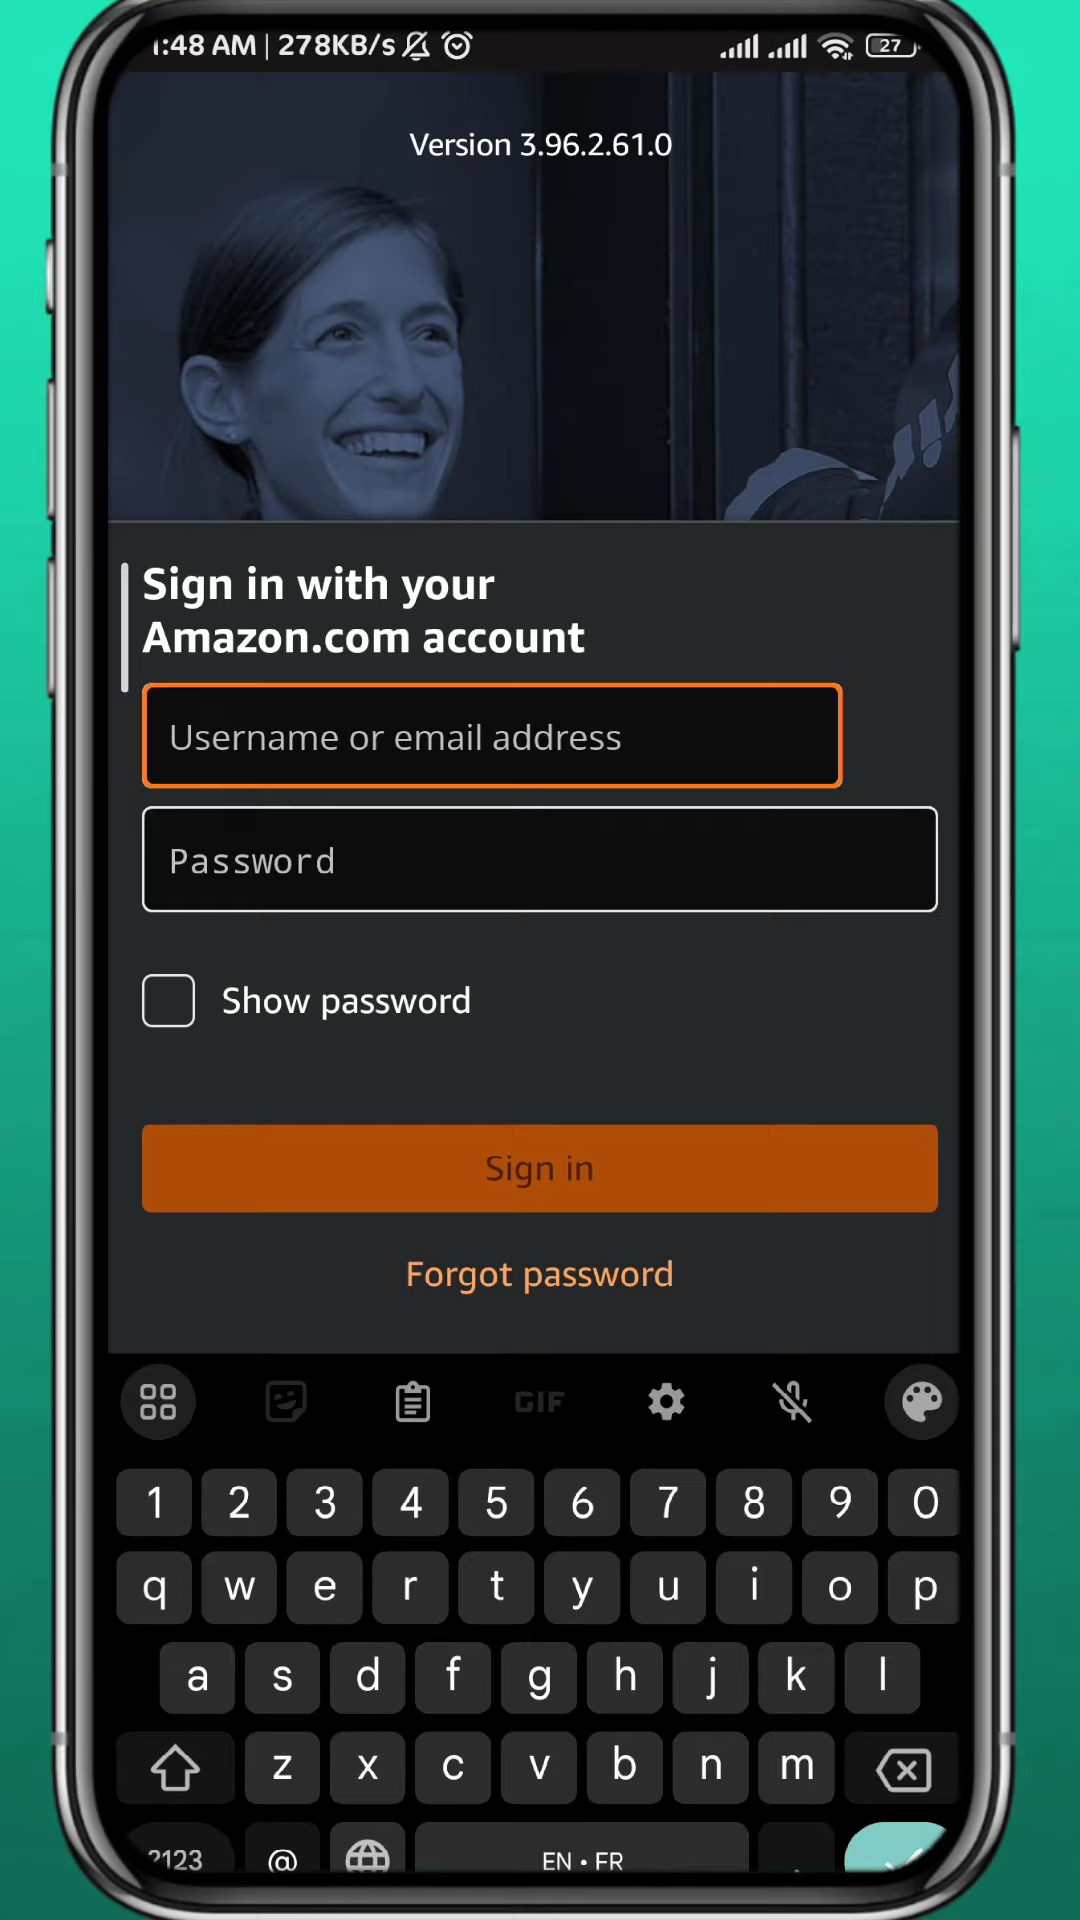 :48 AM | 278KB/s 27
Version 3.96.2.61.0
Sign in with your
Amazon.com account
Username or email address
Password
Show password
Sign in
Forgot password
GIF
1 2 3 4 5 6 7 8 9 0
q w e r t y u i o p
a s d f g h j k l
z x c v b n m
?123 @ EN • FR .